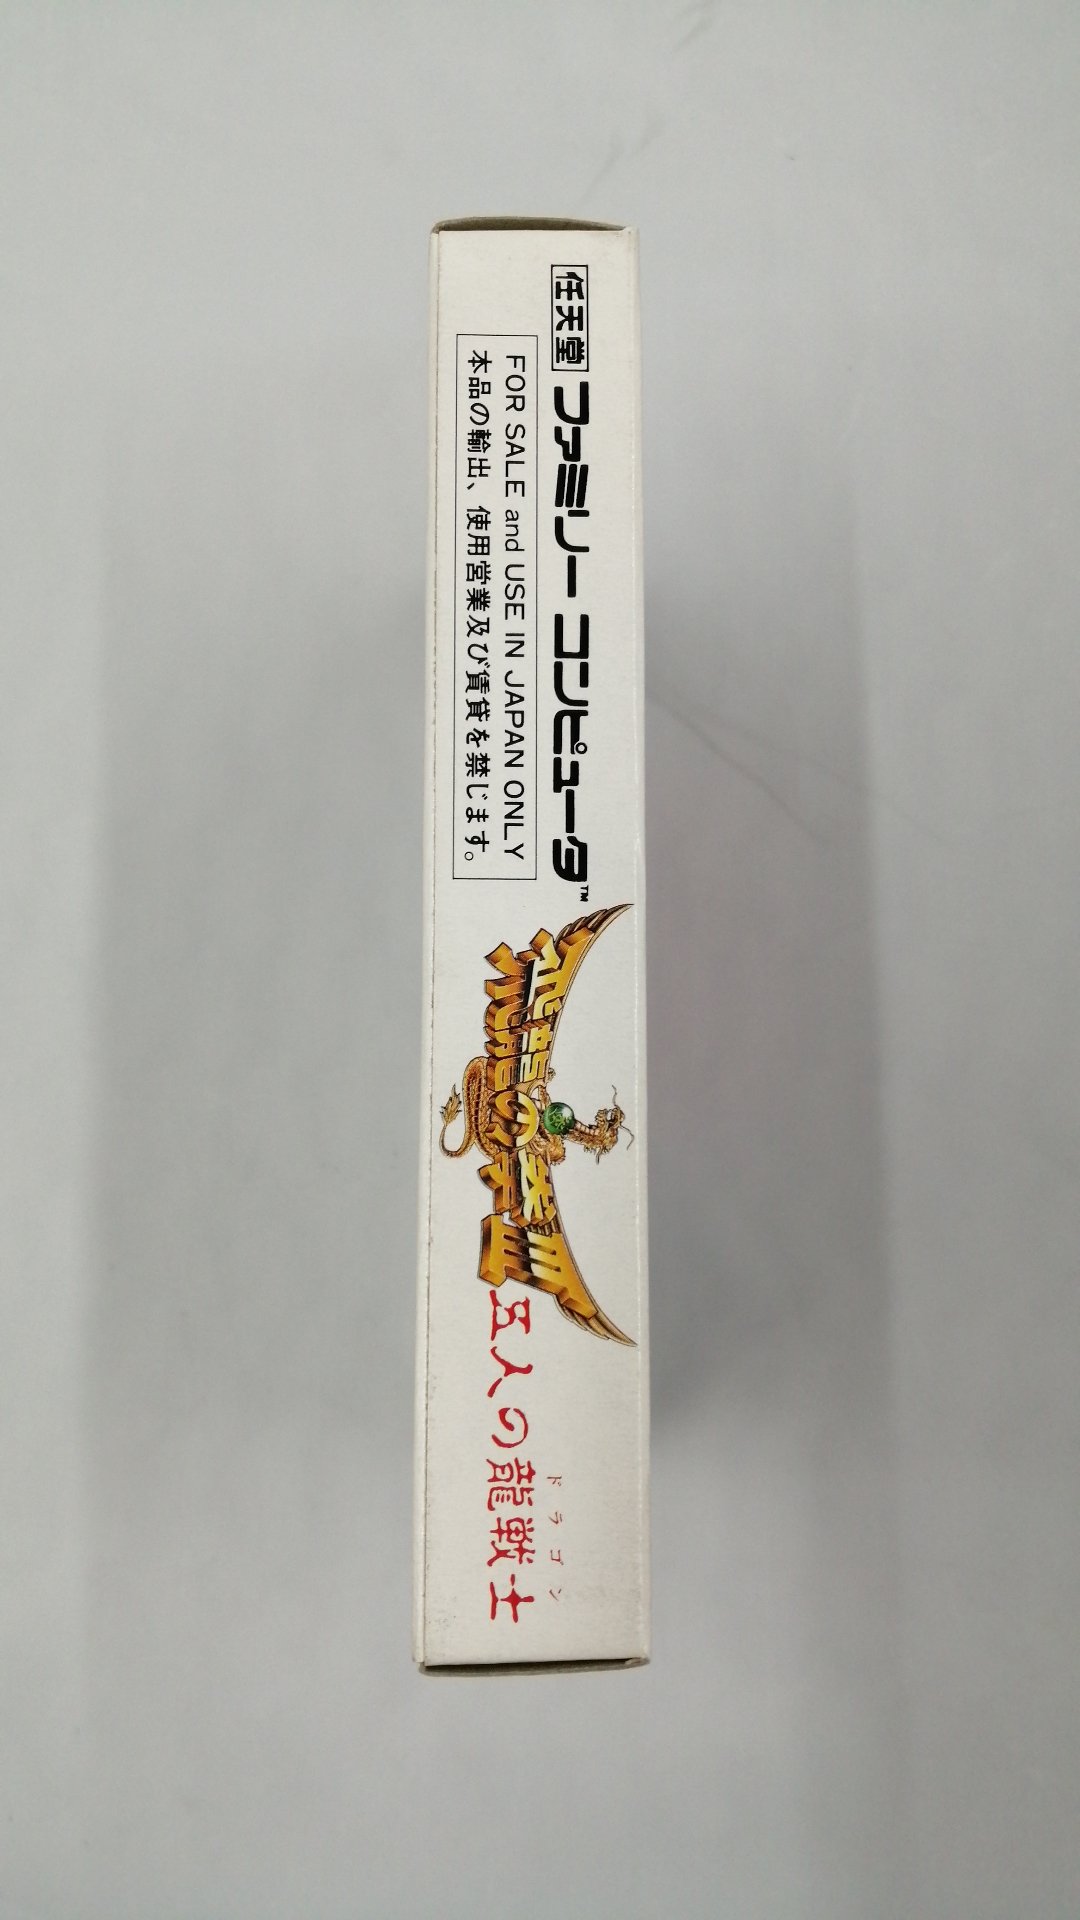 任天堂 ファミリー コンピュータ™
FOR SALE and USE IN JAPAN ONLY
本品の輸出、使用営業及び賃貸を禁じます。
飛龍の拳III
五人の龍戦士
ドラゴン